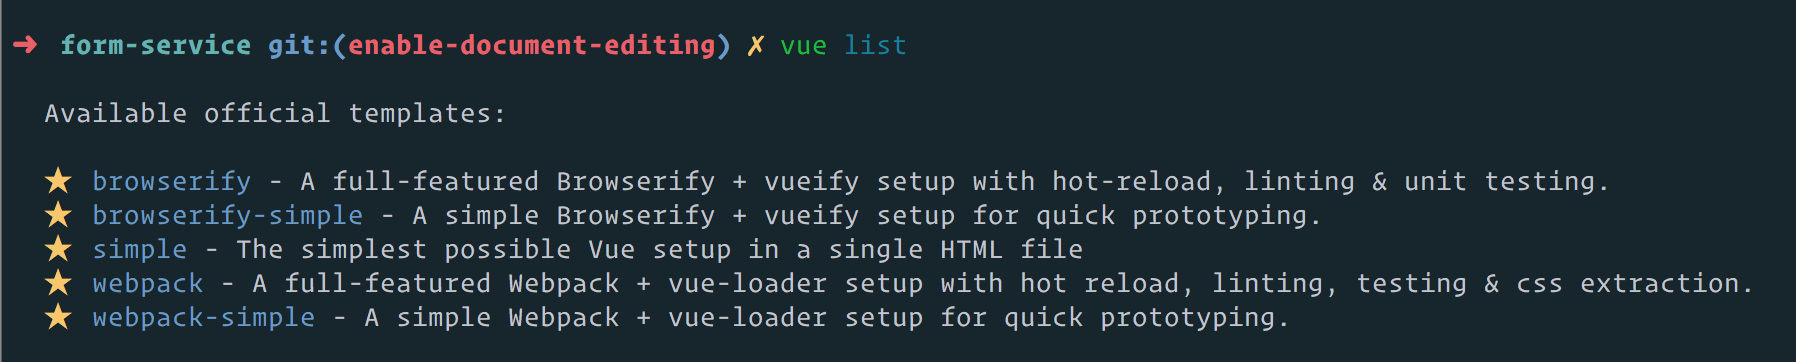 ➜ form-service git:(enable-document-editing) ✗ vue list
Available official templates:
★ browserify - A full-featured Browserify + vueify setup with hot-reload, linting & unit testing.
★ browserify-simple - A simple Browserify + vueify setup for quick prototyping.
★ simple - The simplest possible Vue setup in a single HTML file
★ webpack - A full-featured Webpack + vue-loader setup with hot reload, linting, testing & css extraction.
★ webpack-simple - A simple Webpack + vue-loader setup for quick prototyping.